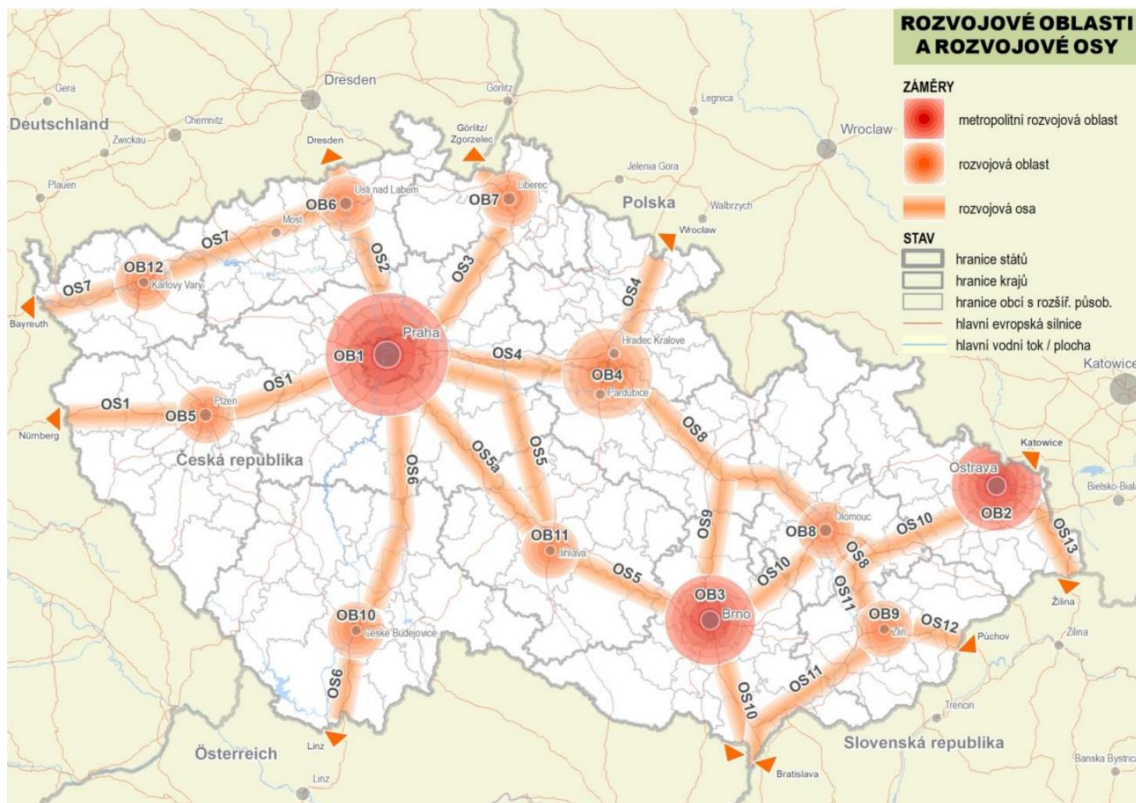 ROZVOJOVÉ OBLASTI
A ROZVOJOVÉ OSY
ZÁMĚRY
metropolitní rozvojová oblast
rozvojová oblast
rozvojová osa
STAV
hranice států
hranice krajů
hranice obcí s rozšíř. působ.
hlavní evropská silnice
hlavní vodní tok / plocha
Gera
Dresden
Görlitz
Legnica
Deutschland
Chemnitz
Zwickau
Dresden
Görlitz/
Zgorzelec
Wroclaw
Plauen
Jelenia Gora
Ústí nad Labem
OB6
Liberec
OB7
Polska
Walbrzych
Most
Wrocław
OS7
OB12
Karlovy Vary
OS2
OS3
OS7
OS4
Bayreuth
Praha
OB1
Hradec Kralove
OS4
OB4
Pardubice
Katowice
OS1
OS1
OB5
Plzeň
Nürnberg
OS8
Katowice
Česká republika
OS5a
OS5
OS6
Ostrava
OB2
Bielsko-Biala
OS9
Olomouc
OB8
OS10
OS13
OB11
Jihlava
OS8
OS5
OS10
OB3
Brno
OS11
Žilina
OB10
České Budějovice
OB9
Zlín
OS12
Púchov
Žilina
OS6
OS11
OS10
Trenčín
Linz
Österreich
Slovenská republika
Linz
Bratislava
Banska Bystrica